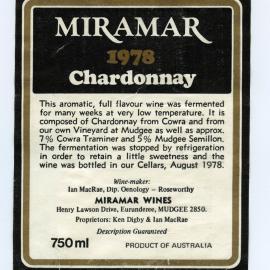 MIRAMAR
1978
Chardonnay
This aromatic, full flavour wine was fermented
for many weeks at very low temperature. It is
composed of Chardonnay from Cowra and from
our own Vineyard at Mudgee as well as approx.
7% Cowra Traminer and 5% Mudgee Semillon.
The fermentation was stopped by refrigeration
in order to retain a little sweetness and the
wine was bottled in our Cellars, August 1978.
Wine-maker:
Ian MacRae, Dip. Oenology — Roseworthy
MIRAMAR WINES
Henry Lawson Drive, Eurunderee, MUDGEE 2850.
Proprietors: Ken Digby & Ian MacRae
Description Guaranteed
750 ml
PRODUCT OF AUSTRALIA